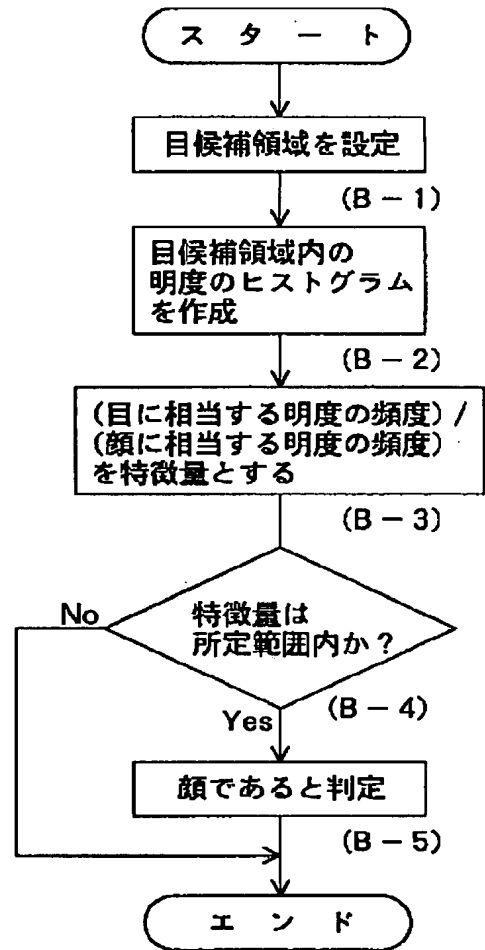 スタート
目候補領域を設定
(B－1)
目候補領域内の
明度のヒストグラム
を作成
(B－2)
(目に相当する明度の頻度)/
(顔に相当する明度の頻度)
を特徴量とする
(B－3)
特徴量は
所定範囲内か？
No
(B－4)
Yes
顔であると判定
(B－5)
エンド